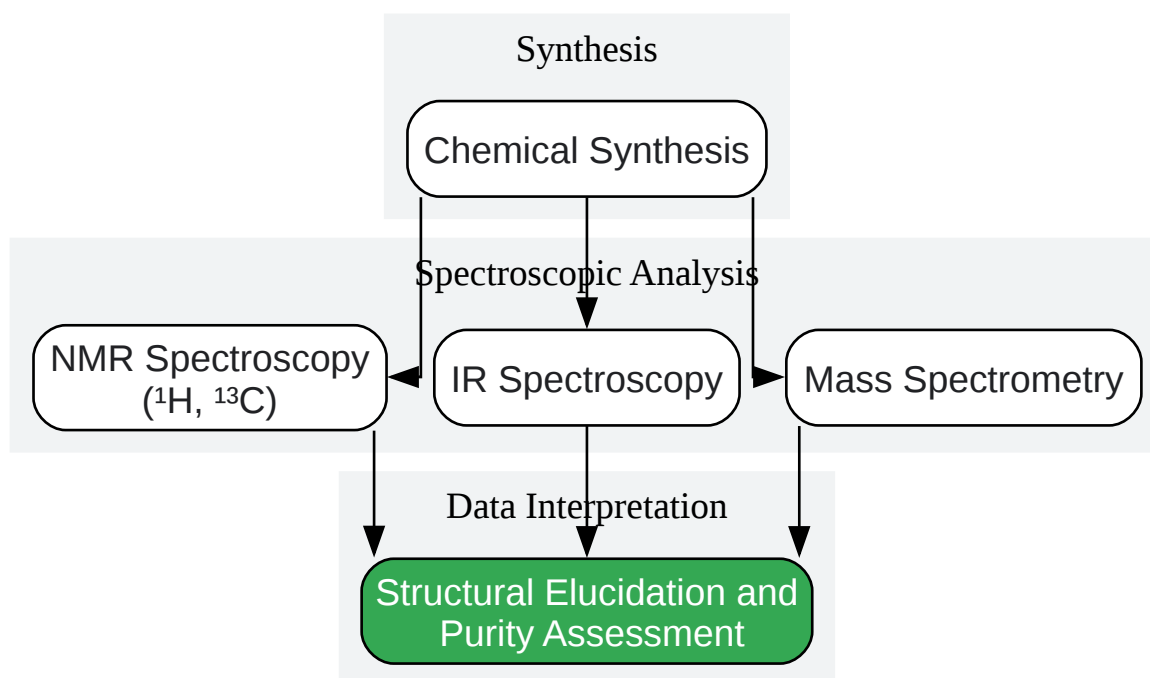 Synthesis
Chemical Synthesis
Spectroscopic Analysis
NMR Spectroscopy
(¹H, ¹³C)
IR Spectroscopy
Mass Spectrometry
Data Interpretation
Structural Elucidation and
Purity Assessment